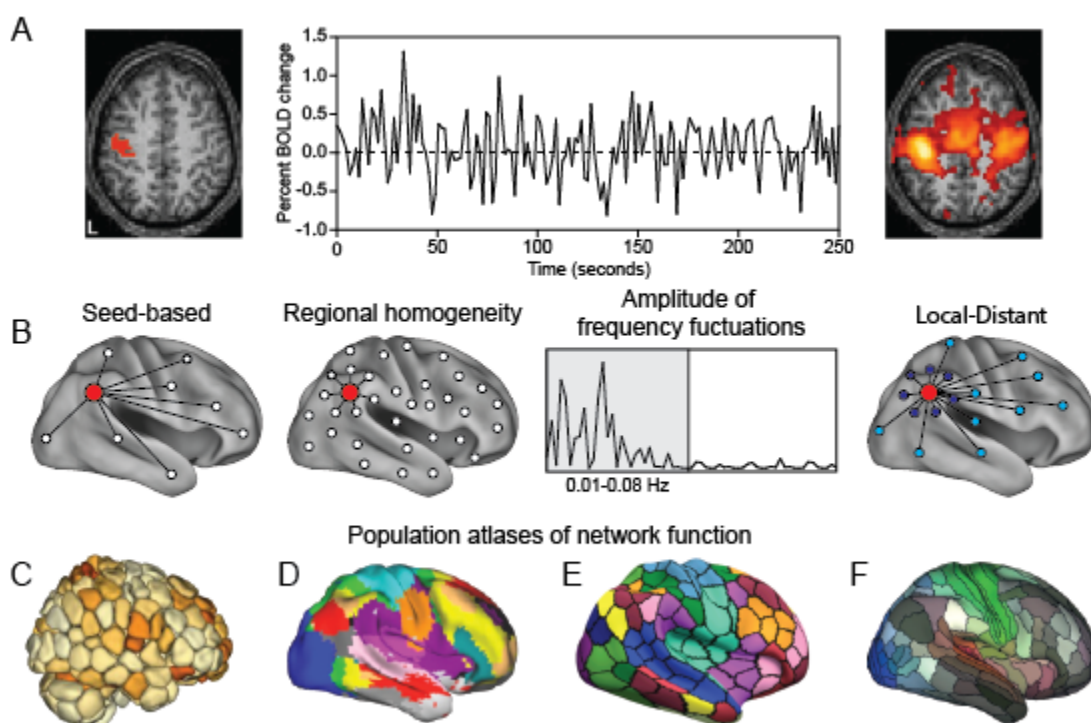 A
L
Percent BOLD change
1.5
1.0
0.5
0.0
-0.5
-1.0
0 50 100 150 200 250
Time (seconds)
B
Seed-based
Regional homogeneity
Amplitude of
frequency fuctuations
Local-Distant
0.01-0.08 Hz
Population atlases of network function
C
D
E
F